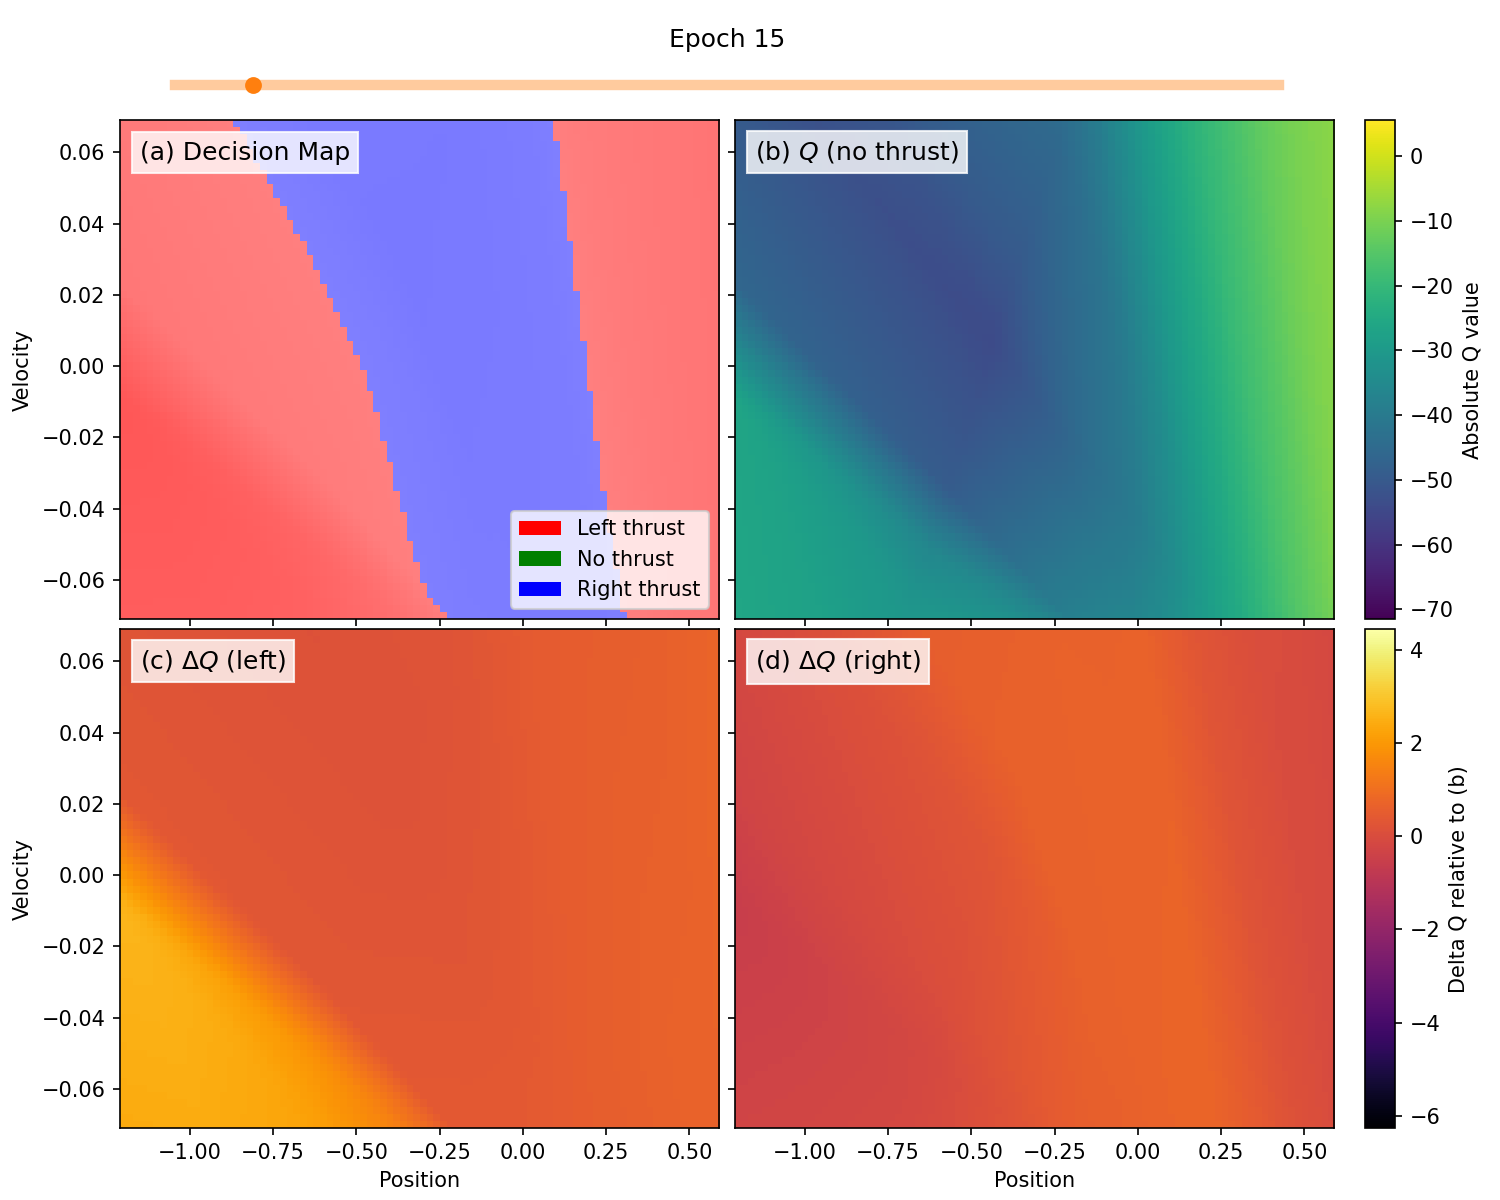 Epoch 15
(a) Decision Map
(b) Q (no thrust)
0.06
0.04
0.02
0.00
−0.02
−0.04
−0.06
Velocity
Left thrust
No thrust
Right thrust
0
−10
−20
−30
−40
−50
−60
−70
Absolute Q value
(c) ΔQ (left)
(d) ΔQ (right)
0.06
0.04
0.02
0.00
−0.02
−0.04
−0.06
Velocity
4
2
0
−2
−4
−6
Delta Q relative to (b)
−1.00 −0.75 −0.50 −0.25 0.00 0.25 0.50
Position
−1.00 −0.75 −0.50 −0.25 0.00 0.25 0.50
Position